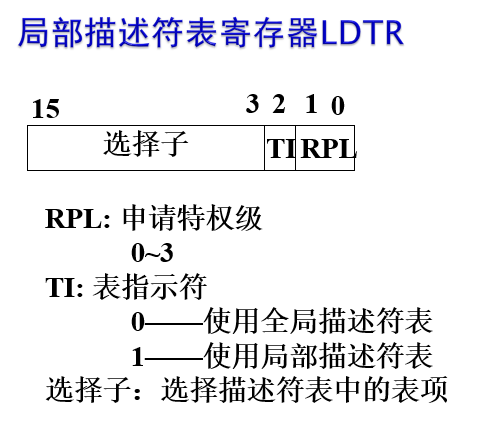 局部描述符表寄存器LDTR
15 3 2 1 0
选择子 TI RPL
RPL: 申请特权级
0~3
TI: 表指示符
0——使用全局描述符表
1——使用局部描述符表
选择子：选择描述符表中的表项